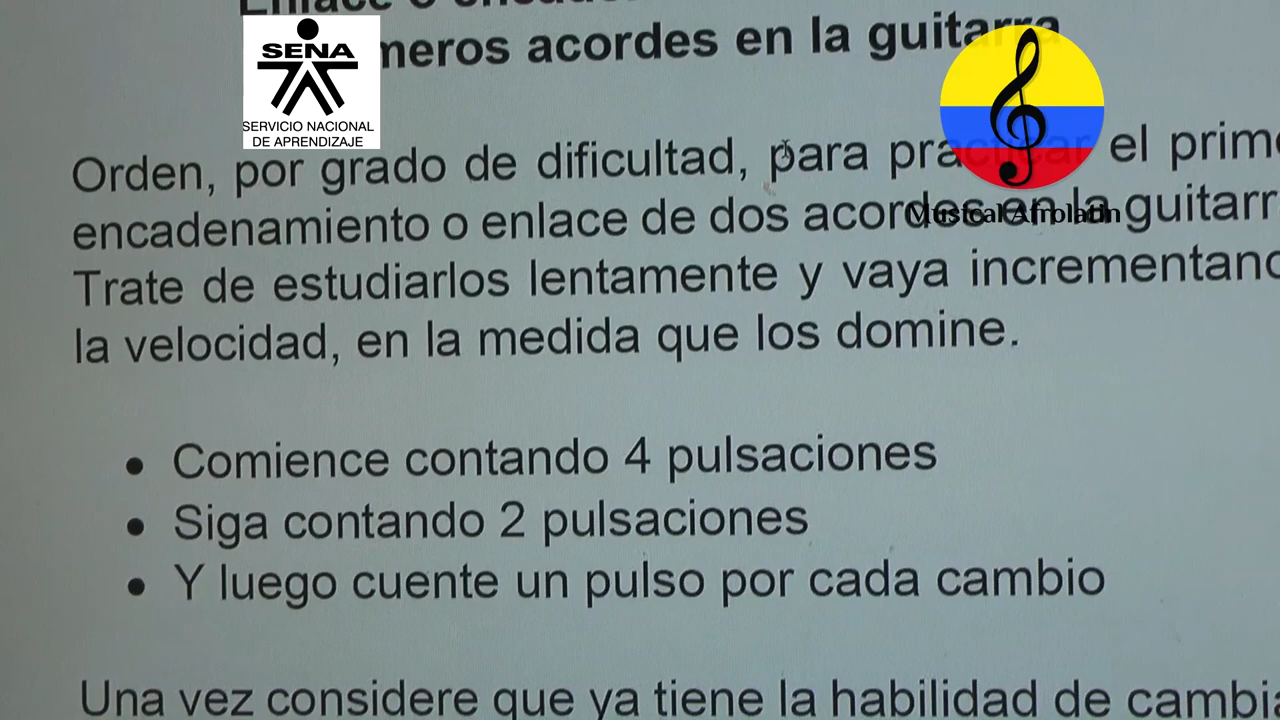 meros acordes en la guitarra
SENA
SERVICIO NACIONAL
DE APRENDIZAJE
Orden, por grado de dificultad, para practicar el prime
encadenamiento o enlace de dos acordes en la guitarr
Musical Afrolatin
Trate de estudiarlos lentamente y vaya incrementand
la velocidad, en la medida que los domine.
• Comience contando 4 pulsaciones
• Siga contando 2 pulsaciones
• Y luego cuente un pulso por cada cambio
Una vez considere que ya tiene la habilidad de cambia